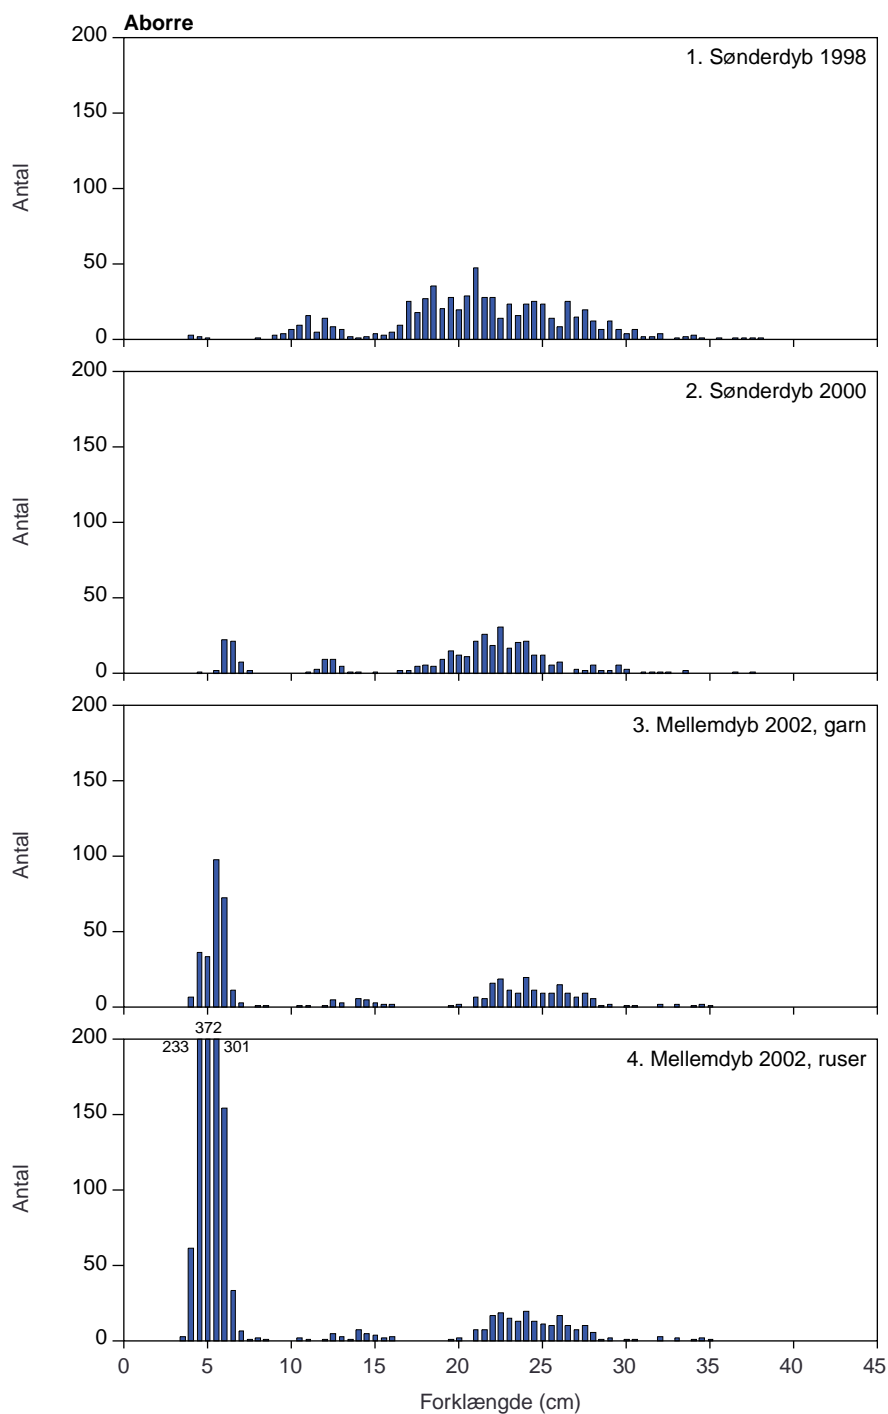 Aborre
200
1. Sønderdyb 1998
150
Antal
100
50
0
200
2. Sønderdyb 2000
150
Antal
100
50
0
200
3. Mellemdyb 2002, garn
150
Antal
100
50
0
200
372
233
301
4. Mellemdyb 2002, ruser
150
Antal
100
50
0
0 5 10 15 20 25 30 35 40 45
Forklængde (cm)